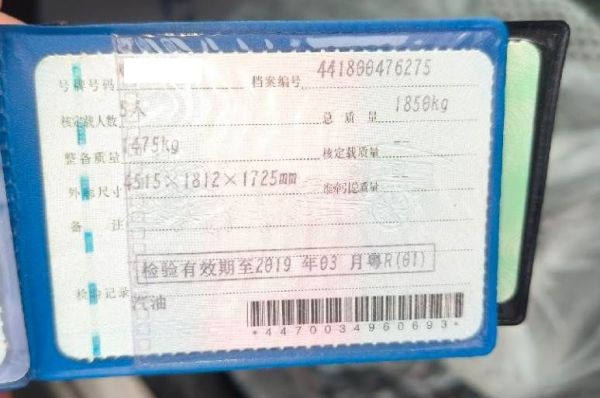 号牌号码 档案编号 441800476275
核定载人数 5人 总质量 1850kg
整备质量 1475kg 核定载质量 --
外廓尺寸 4515×1812×1725mm 准牵引总质量 --
备注
检验有效期至2019年03月粤R(01)
检验记录
汽油
*4470034960693*